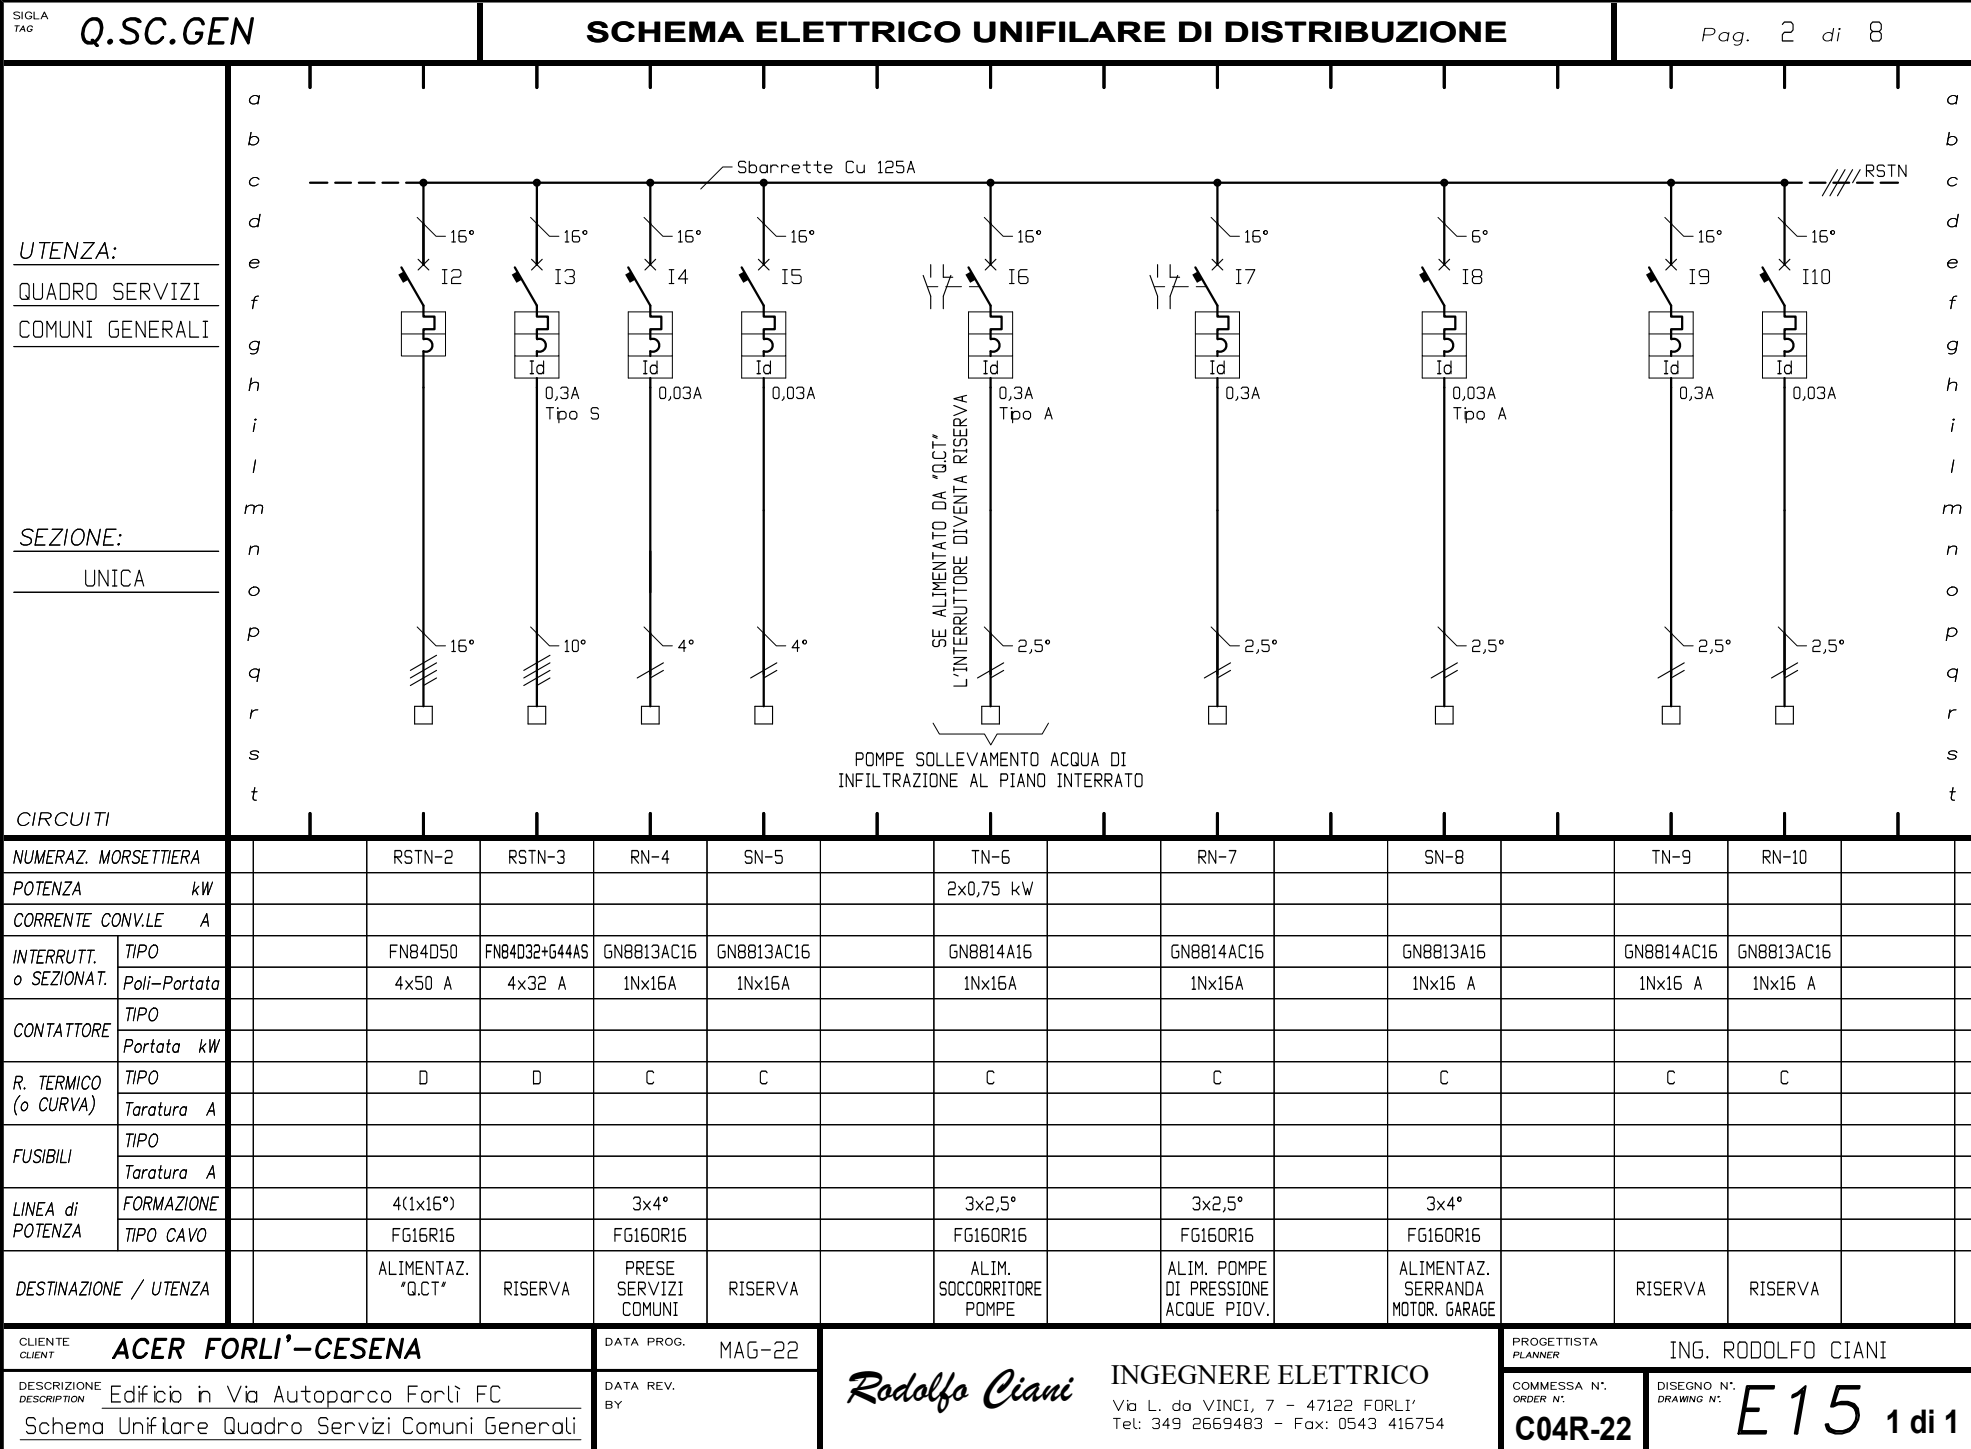 SIGLA
TAG
Q.SC.GEN
SCHEMA ELETTRICO UNIFILARE DI DISTRIBUZIONE
Pag. 2 di 8
a a
b b
Sbarrette Cu 125A
RSTN
c c
d d
16° 16° 16° 16° 16° 16° 6° 16° 16°
UTENZA:
e e
I2 I3 I4 I5 I6 I7 I8 I9 I10
QUADRO SERVIZI
f f
COMUNI GENERALI
g g
Id Id Id Id Id Id Id Id
h h
0,3A 0,03A 0,03A 0,3A 0,3A 0,03A 0,3A 0,03A
Tipo S Tipo A Tipo A
i i
SE ALIMENTATO DA "Q.CT"
L'INTERRUTTORE DIVENTA RISERVA
l l
m m
SEZIONE:
n n
UNICA
o o
p p
16° 10° 4° 4° 2,5° 2,5° 2,5° 2,5° 2,5°
q q
r r
s s
POMPE SOLLEVAMENTO ACQUA DI
INFILTRAZIONE AL PIANO INTERRATO
t t
CIRCUITI
NUMERAZ. MORSETTIERA RSTN-2 RSTN-3 RN-4 SN-5 TN-6 RN-7 SN-8 TN-9 RN-10
POTENZA kW 2x0,75 kW
CORRENTE CONV.LE A
INTERRUTT.
o SEZIONAT.
TIPO FN84D50 FN84D32+G44AS GN8813AC16 GN8813AC16 GN8814A16 GN8814AC16 GN8813A16 GN8814AC16 GN8813AC16
Poli-Portata 4x50 A 4x32 A 1Nx16A 1Nx16A 1Nx16A 1Nx16A 1Nx16 A 1Nx16 A 1Nx16 A
CONTATTORE
TIPO
Portata kW
R. TERMICO
(o CURVA)
TIPO D D C C C C C C C
Taratura A
FUSIBILI
TIPO
Taratura A
LINEA di
POTENZA
FORMAZIONE 4(1x16°) 3x4° 3x2,5° 3x2,5° 3x4°
TIPO CAVO FG16R16 FG16OR16 FG16OR16 FG16OR16 FG16OR16
DESTINAZIONE / UTENZA
ALIMENTAZ.
"Q.CT"
RISERVA
PRESE
SERVIZI
COMUNI
RISERVA
ALIM.
SOCCORRITORE
POMPE
ALIM. POMPE
DI PRESSIONE
ACQUE PIOV.
ALIMENTAZ.
SERRANDA
MOTOR. GARAGE
RISERVA
RISERVA
CLIENTE
CLIENT
ACER FORLI'-CESENA
DESCRIZIONE
DESCRIPTION
Edificio in Via Autoparco Forlì FC
Schema Unifilare Quadro Servizi Comuni Generali
DATA PROG. MAG-22
DATA REV.
BY
Rodolfo Ciani
INGEGNERE ELETTRICO
Via L. da VINCI, 7 - 47122 FORLI'
Tel: 349 2669483 - Fax: 0543 416754
PROGETTISTA
PLANNER
ING. RODOLFO CIANI
COMMESSA N°.
ORDER N°.
C04R-22
DISEGNO N°.
DRAWING N°.
E15 1 di 1